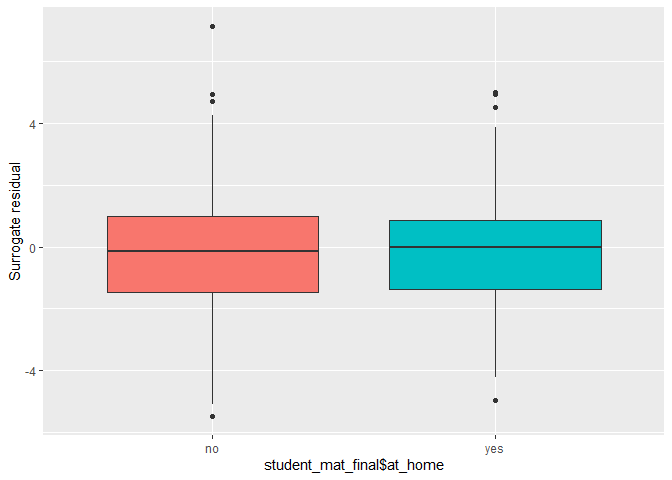 Surrogate residual
4
0
-4
no yes
student_mat_final$at_home